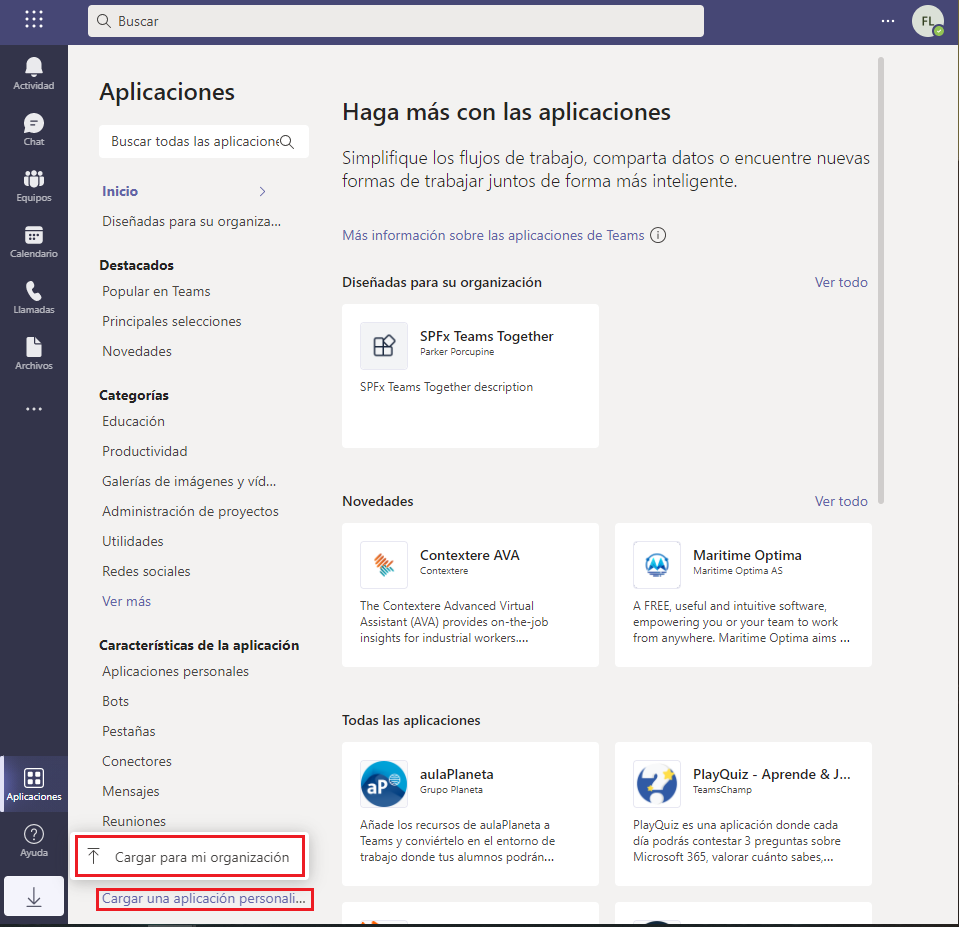 Buscar
FL
Actividad
Chat
Equipos
Calendario
Llamadas
Archivos
Aplicaciones
Ayuda
Aplicaciones
Buscar todas las aplicacione
Inicio
Diseñadas para su organiza...
Destacados
Popular en Teams
Principales selecciones
Novedades
Categorías
Educación
Productividad
Galerías de imágenes y víd...
Administración de proyectos
Utilidades
Redes sociales
Ver más
Características de la aplicación
Aplicaciones personales
Bots
Pestañas
Conectores
Mensajes
Reuniones
Cargar para mi organización
Cargar una aplicación personali...
Haga más con las aplicaciones
Simplifique los flujos de trabajo, comparta datos o encuentre nuevas
formas de trabajar juntos de forma más inteligente.
Más información sobre las aplicaciones de Teams
Diseñadas para su organización
Ver todo
SPFx Teams Together
Parker Porcupine
SPFx Teams Together description
Novedades
Ver todo
Contextere AVA
Contextere
The Contextere Advanced Virtual
Assistant (AVA) provides on-the-job
insights for industrial workers....
Maritime Optima
Maritime Optima AS
A FREE, useful and intuitive software,
empowering you or your team to work
from anywhere. Maritime Optima aims ...
Todas las aplicaciones
aP
aulaPlaneta
Grupo Planeta
Añade los recursos de aulaPlaneta a
Teams y conviértelo en el entorno de
trabajo donde tus alumnos podrán...
PlayQuiz - Aprende & J...
TeamsChamp
PlayQuiz es una aplicación donde cada
día podrás contestar 3 preguntas sobre
Microsoft 365, valorar cuánto sabes,...